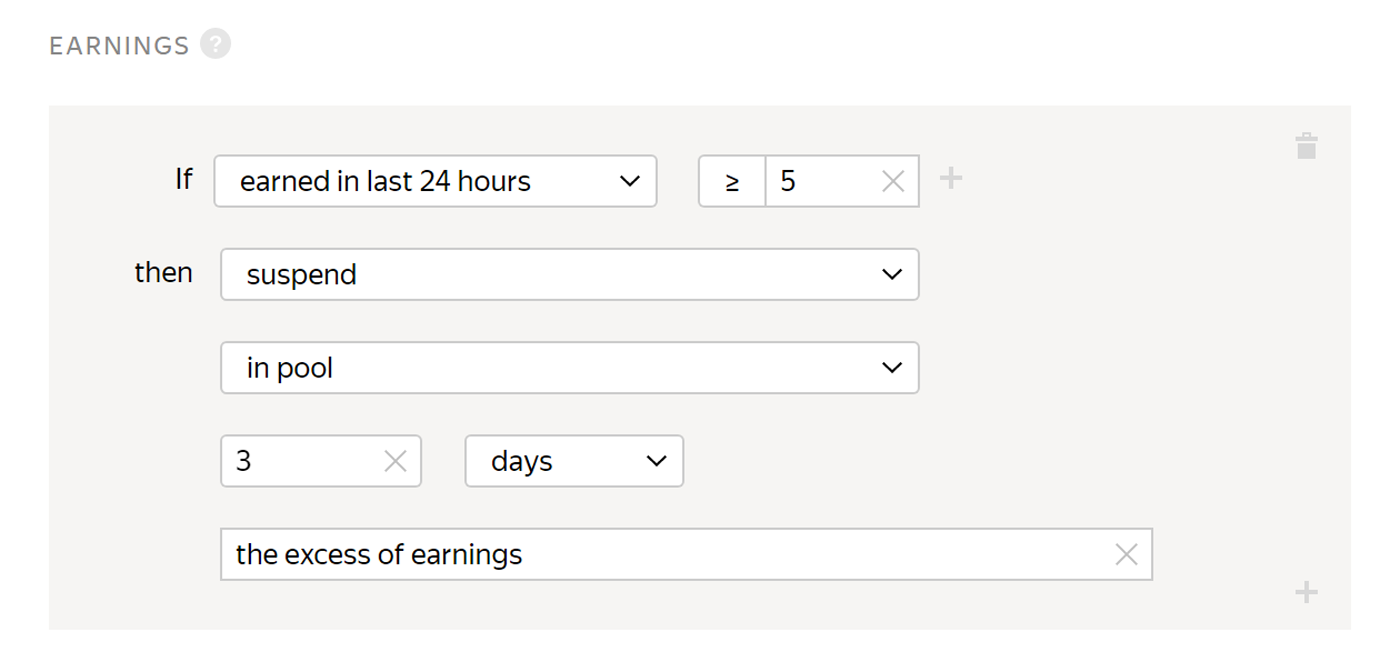 EARNINGS ?
If earned in last 24 hours ≥ 5
then suspend
in pool
3 days
the excess of earnings